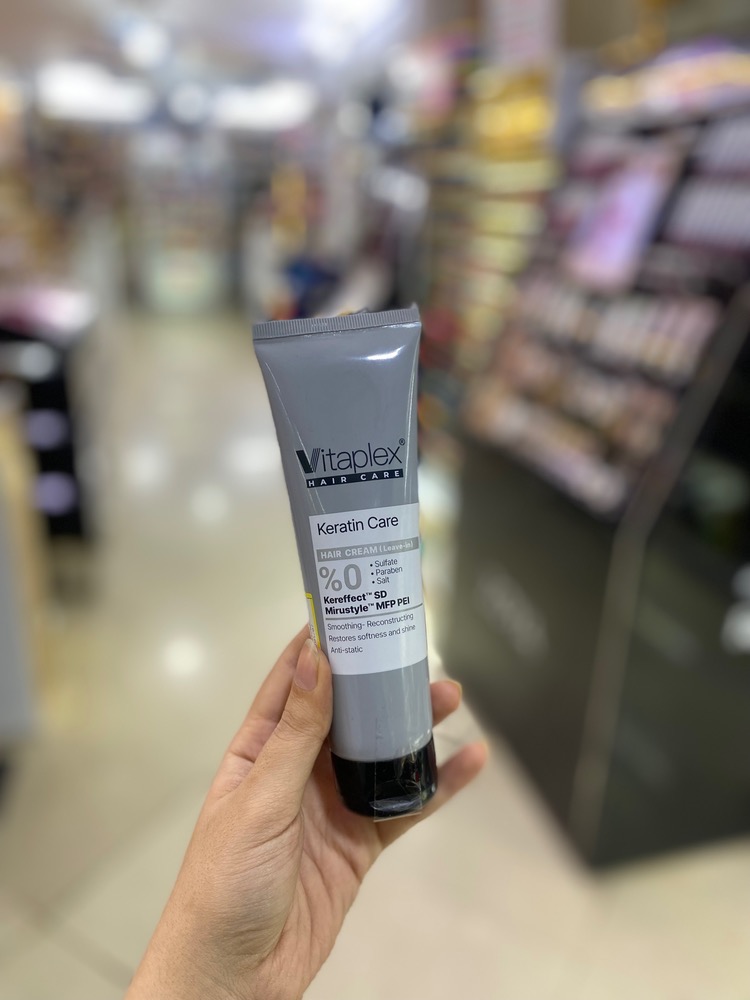 Vitaplex®
HAIR CARE
Keratin Care
HAIR CREAM (Leave-in)
%0
• Sulfate
• Paraben
• Salt
Kereffect™ SD
Mirustyle™ MFP PEI
Smoothing- Reconstructing
Restores softness and shine
Anti-static